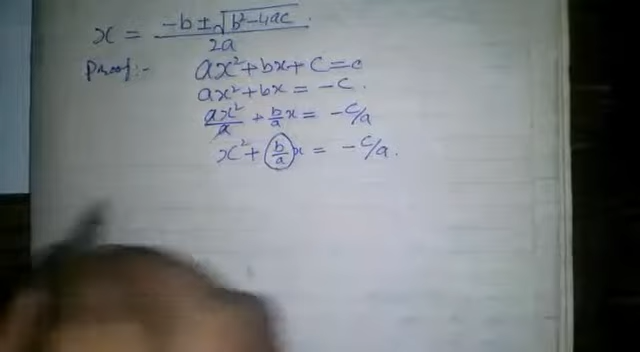 x = -b ± √b²-4ac / 2a
Proof:- ax²+bx+c=0
ax²+bx = -c.
ax²/a + b/a x = -c/a
x² + b/a x = -c/a.